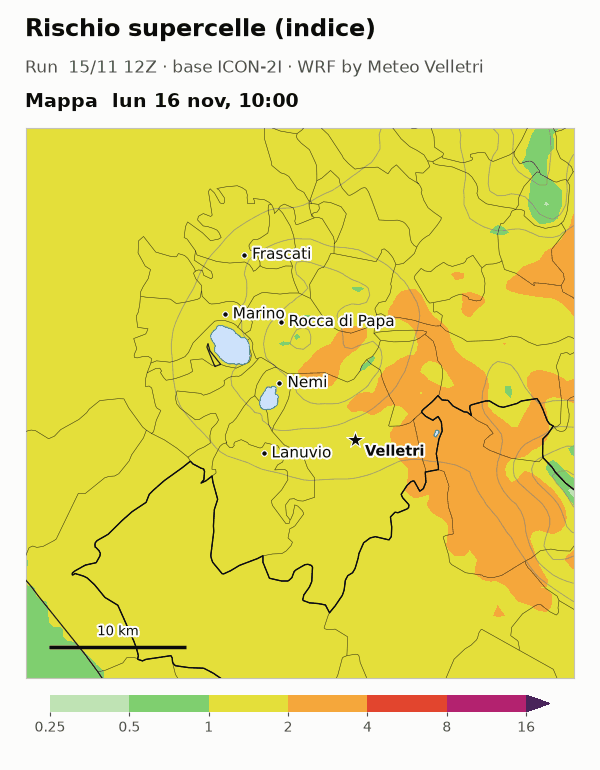 Rischio supercelle (indice)
Run  15/11 12Z · base ICON-2I · WRF by Meteo Velletri
Mappa  lun 16 nov, 10:00
Frascati
Marino
Rocca di Papa
Nemi
Velletri
Lanuvio
10 km
0.25 0.5 1 2 4 8 16